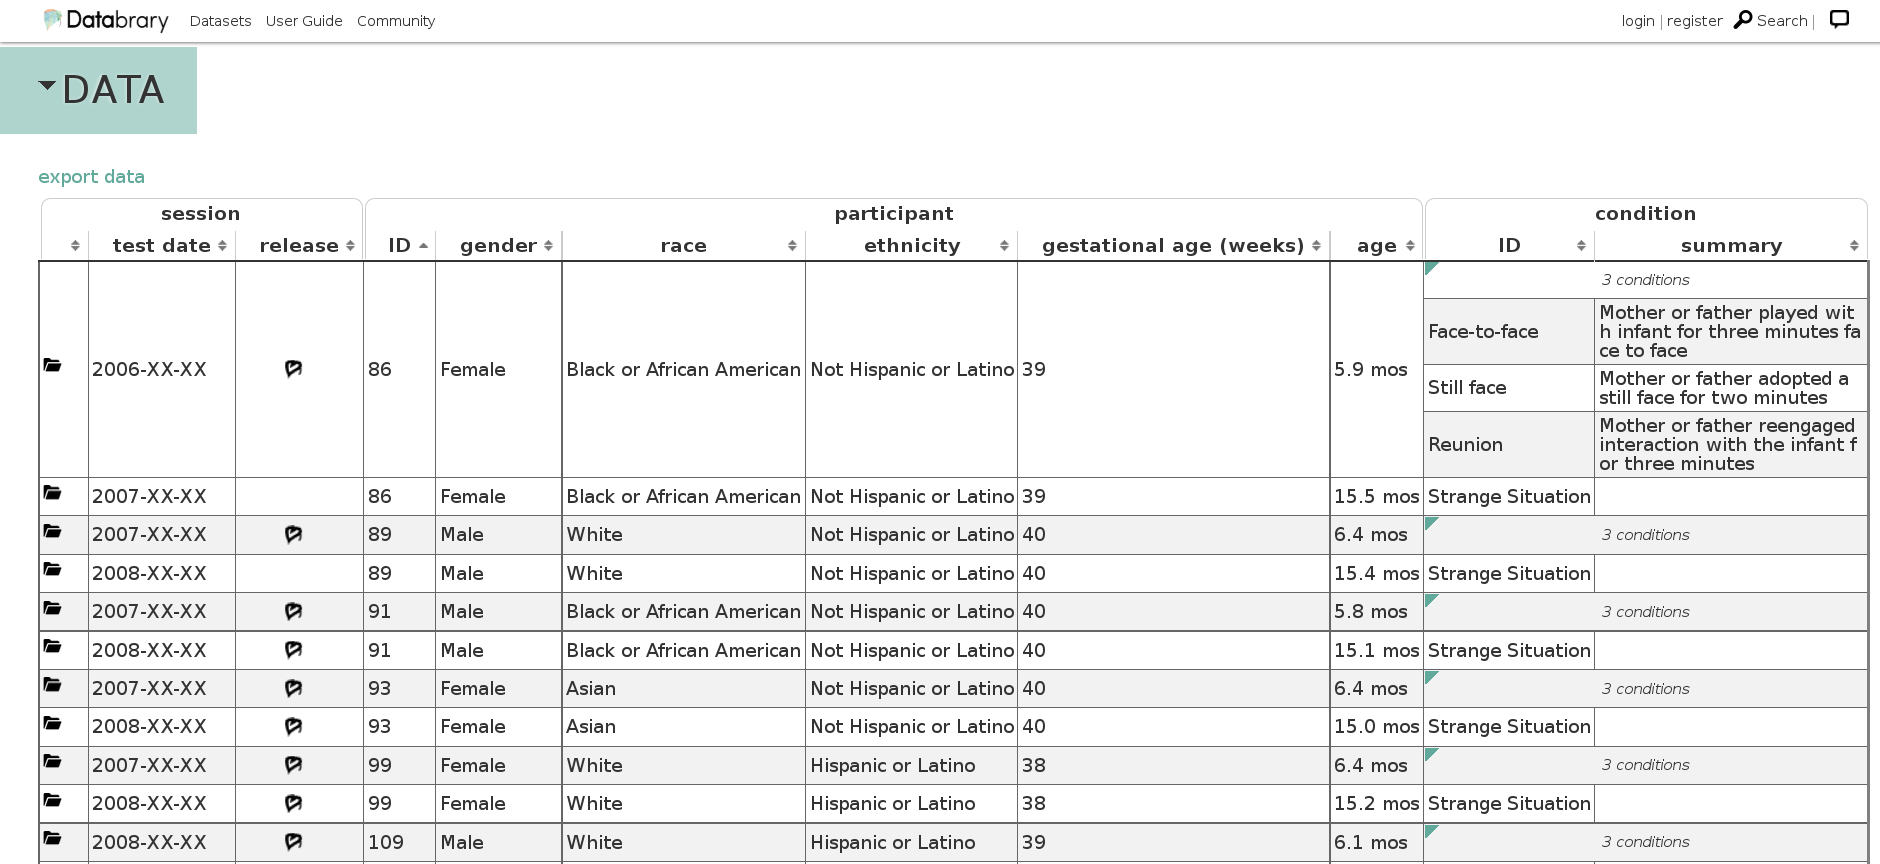 Databrary Datasets User Guide Community login | register Search |
DATA
export data
session participant condition
test date release ID gender race ethnicity gestational age (weeks) age ID summary
3 conditions
Face-to-face Mother or father played wit
h infant for three minutes fa
ce to face
2006-XX-XX 86 Female Black or African American Not Hispanic or Latino 39 5.9 mos
Still face Mother or father adopted a
still face for two minutes
Reunion Mother or father reengaged
interaction with the infant f
or three minutes
2007-XX-XX 86 Female Black or African American Not Hispanic or Latino 39 15.5 mos Strange Situation
2007-XX-XX 89 Male White Not Hispanic or Latino 40 6.4 mos 3 conditions
2008-XX-XX 89 Male White Not Hispanic or Latino 40 15.4 mos Strange Situation
2007-XX-XX 91 Male Black or African American Not Hispanic or Latino 40 5.8 mos 3 conditions
2008-XX-XX 91 Male Black or African American Not Hispanic or Latino 40 15.1 mos Strange Situation
2007-XX-XX 93 Female Asian Not Hispanic or Latino 40 6.4 mos 3 conditions
2008-XX-XX 93 Female Asian Not Hispanic or Latino 40 15.0 mos Strange Situation
2007-XX-XX 99 Female White Hispanic or Latino 38 6.4 mos 3 conditions
2008-XX-XX 99 Female White Hispanic or Latino 38 15.2 mos Strange Situation
2008-XX-XX 109 Male White Hispanic or Latino 39 6.1 mos 3 conditions